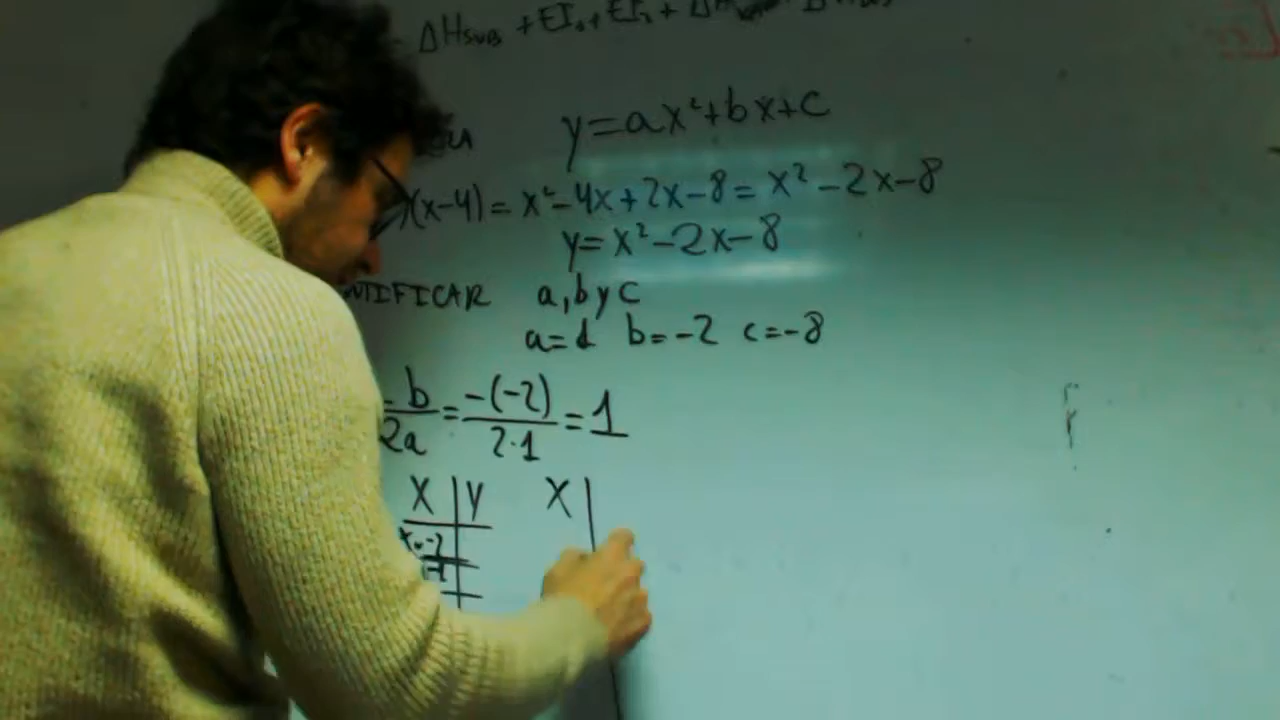 ΔHSUB + EI₁ + EI₂ +
y=ax²+bx+c
)(x-4) = x²-4x+2x-8 = x²-2x-8
y=x²-2x-8
NTIFICAR a, b y c
a=1 b=-2 c=-8
-b/2a = -(-2)/2·1 = 1
X | Y X |